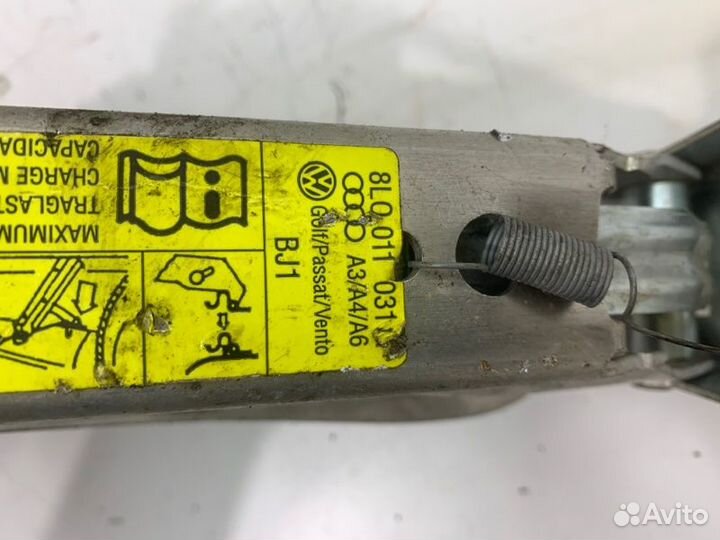 8L0 011 031
A3/A4/A6
Golf/Passat/Vento
BJ1
MAXIMUM
TRAGLAST
CHARGE M
CAPACIDA
Avito